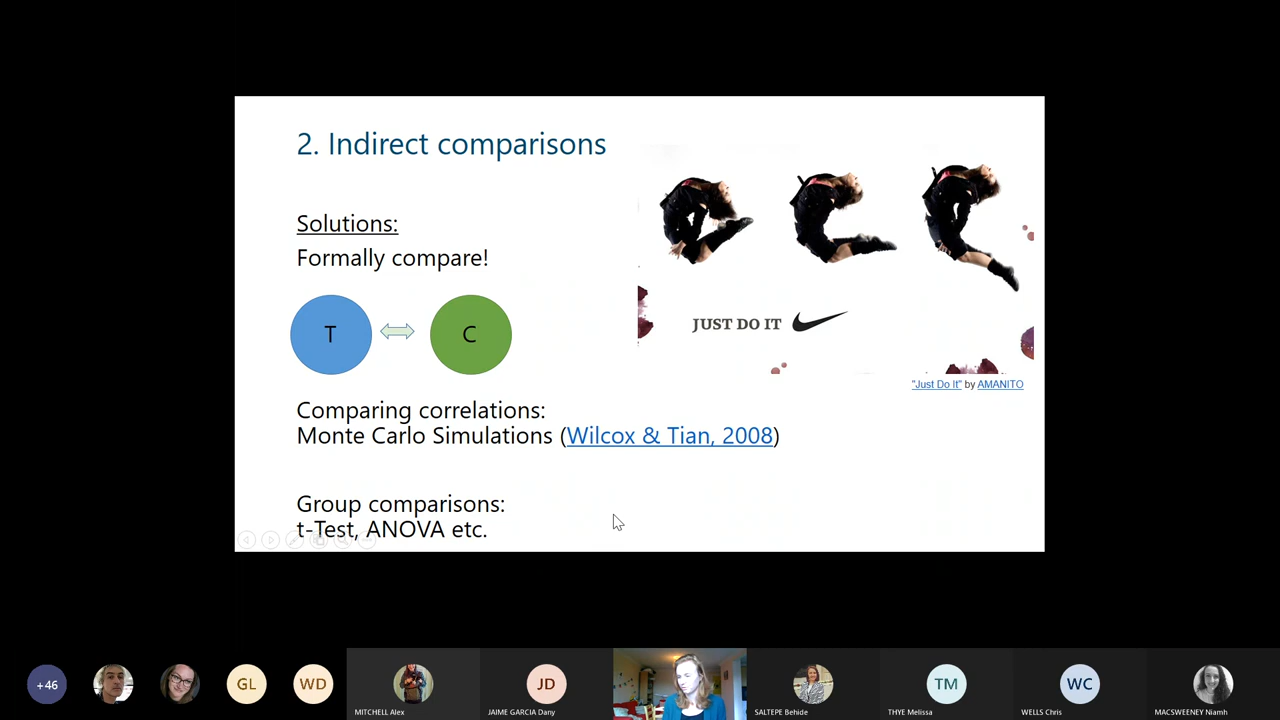 2. Indirect comparisons
Solutions:
Formally compare!
T
C
JUST DO IT
"Just Do It" by AMANITO
Comparing correlations:
Monte Carlo Simulations (Wilcox & Tian, 2008)
Group comparisons:
t-Test, ANOVA etc.
+46
GL
WD
MITCHELL Alex
JD
JAIME GARCIA Dany
SALTEPE Behide
TM
THYE Melissa
WC
WELLS Chris
MACSWEENEY Niamh